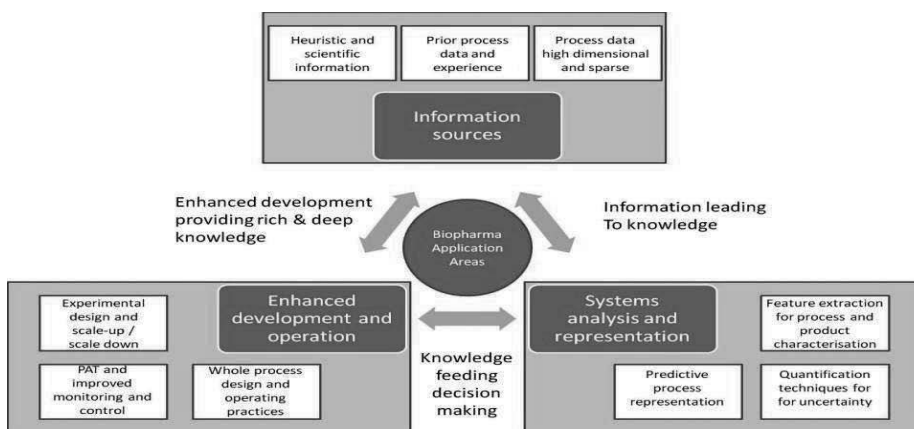 Heuristic and
scientific
information
Prior process
data and
experience
Process data
high dimensional
and sparse
Information
sources
Enhanced development
providing rich & deep
knowledge
Biopharma
Application
Areas
Information leading
To knowledge
Experimental
design and
scale-up /
scale down
Enhanced
development and
operation
PAT and
improved
monitoring and
control
Whole process
design and
operating
practices
Knowledge
feeding
decision
making
Systems
analysis and
representation
Feature extraction
for process and
product
characterisation
Predictive
process
representation
Quantification
techniques for
for uncertainty